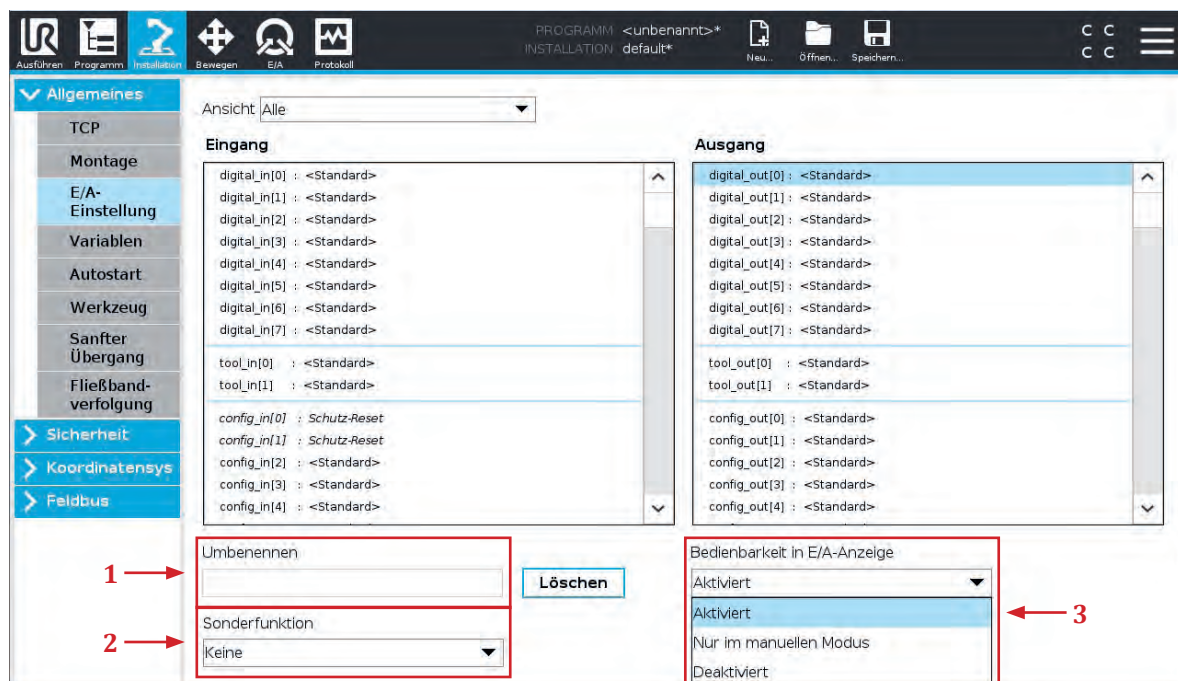 PROGRAMM <unbenannt>*
INSTALLATION default*
Ausführen Programm Installation Bewegen E/A Protokoll
Neu... Öffnen... Speichern...
C C
C C
Allgemeines
TCP
Montage
E/A-
Einstellung
Variablen
Autostart
Werkzeug
Sanfter
Übergang
Fließband-
verfolgung
Sicherheit
Koordinatensys
Feldbus
Ansicht Alle
Eingang
digital_in[0] : <Standard>
digital_in[1] : <Standard>
digital_in[2] : <Standard>
digital_in[3] : <Standard>
digital_in[4] : <Standard>
digital_in[5] : <Standard>
digital_in[6] : <Standard>
digital_in[7] : <Standard>
tool_in[0] : <Standard>
tool_in[1] : <Standard>
config_in[0] : Schutz-Reset
config_in[1] : Schutz-Reset
config_in[2] : <Standard>
config_in[3] : <Standard>
config_in[4] : <Standard>
Ausgang
digital_out[0] : <Standard>
digital_out[1] : <Standard>
digital_out[2] : <Standard>
digital_out[3] : <Standard>
digital_out[4] : <Standard>
digital_out[5] : <Standard>
digital_out[6] : <Standard>
digital_out[7] : <Standard>
tool_out[0] : <Standard>
tool_out[1] : <Standard>
config_out[0] : <Standard>
config_out[1] : <Standard>
config_out[2] : <Standard>
config_out[3] : <Standard>
config_out[4] : <Standard>
1
Umbenennen
Löschen
2
Sonderfunktion
Keine
Bedienbarkeit in E/A-Anzeige
Aktiviert
Aktiviert
Nur im manuellen Modus
Deaktiviert
3